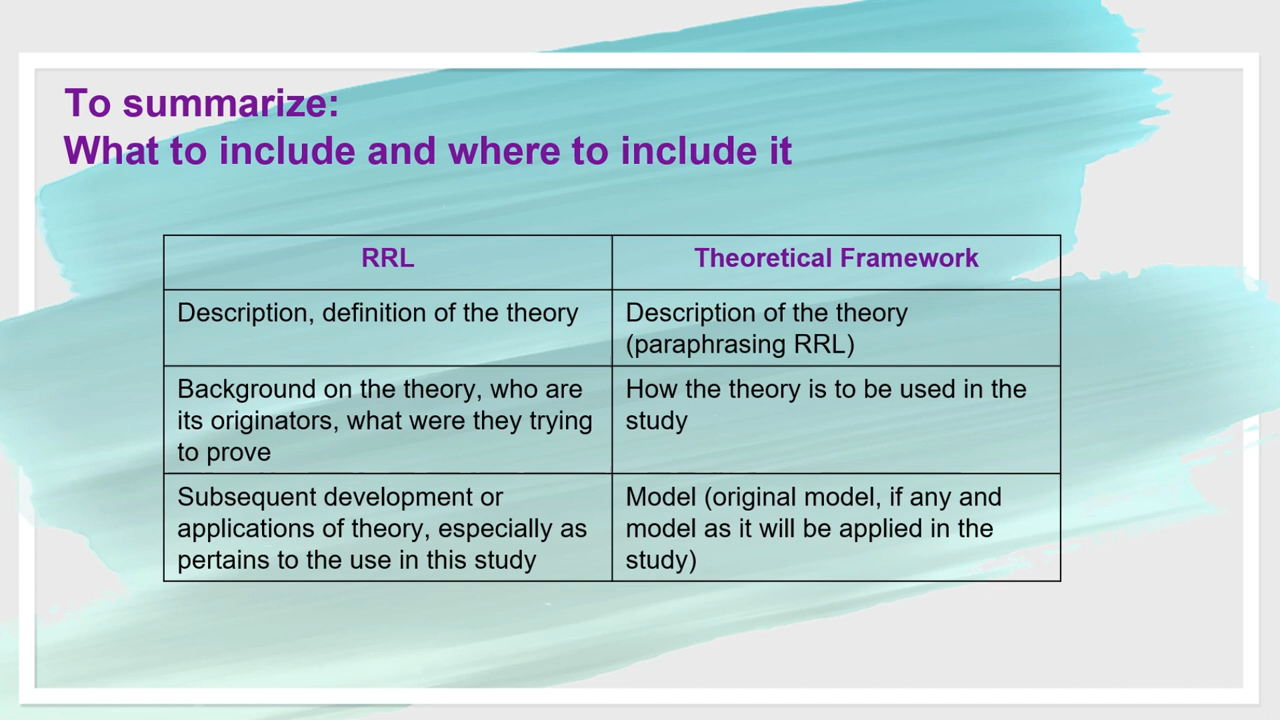 To summarize:
What to include and where to include it
RRL
Theoretical Framework
Description, definition of the theory
Description of the theory
(paraphrasing RRL)
Background on the theory, who are
its originators, what were they trying
to prove
How the theory is to be used in the
study
Subsequent development or
applications of theory, especially as
pertains to the use in this study
Model (original model, if any and
model as it will be applied in the
study)